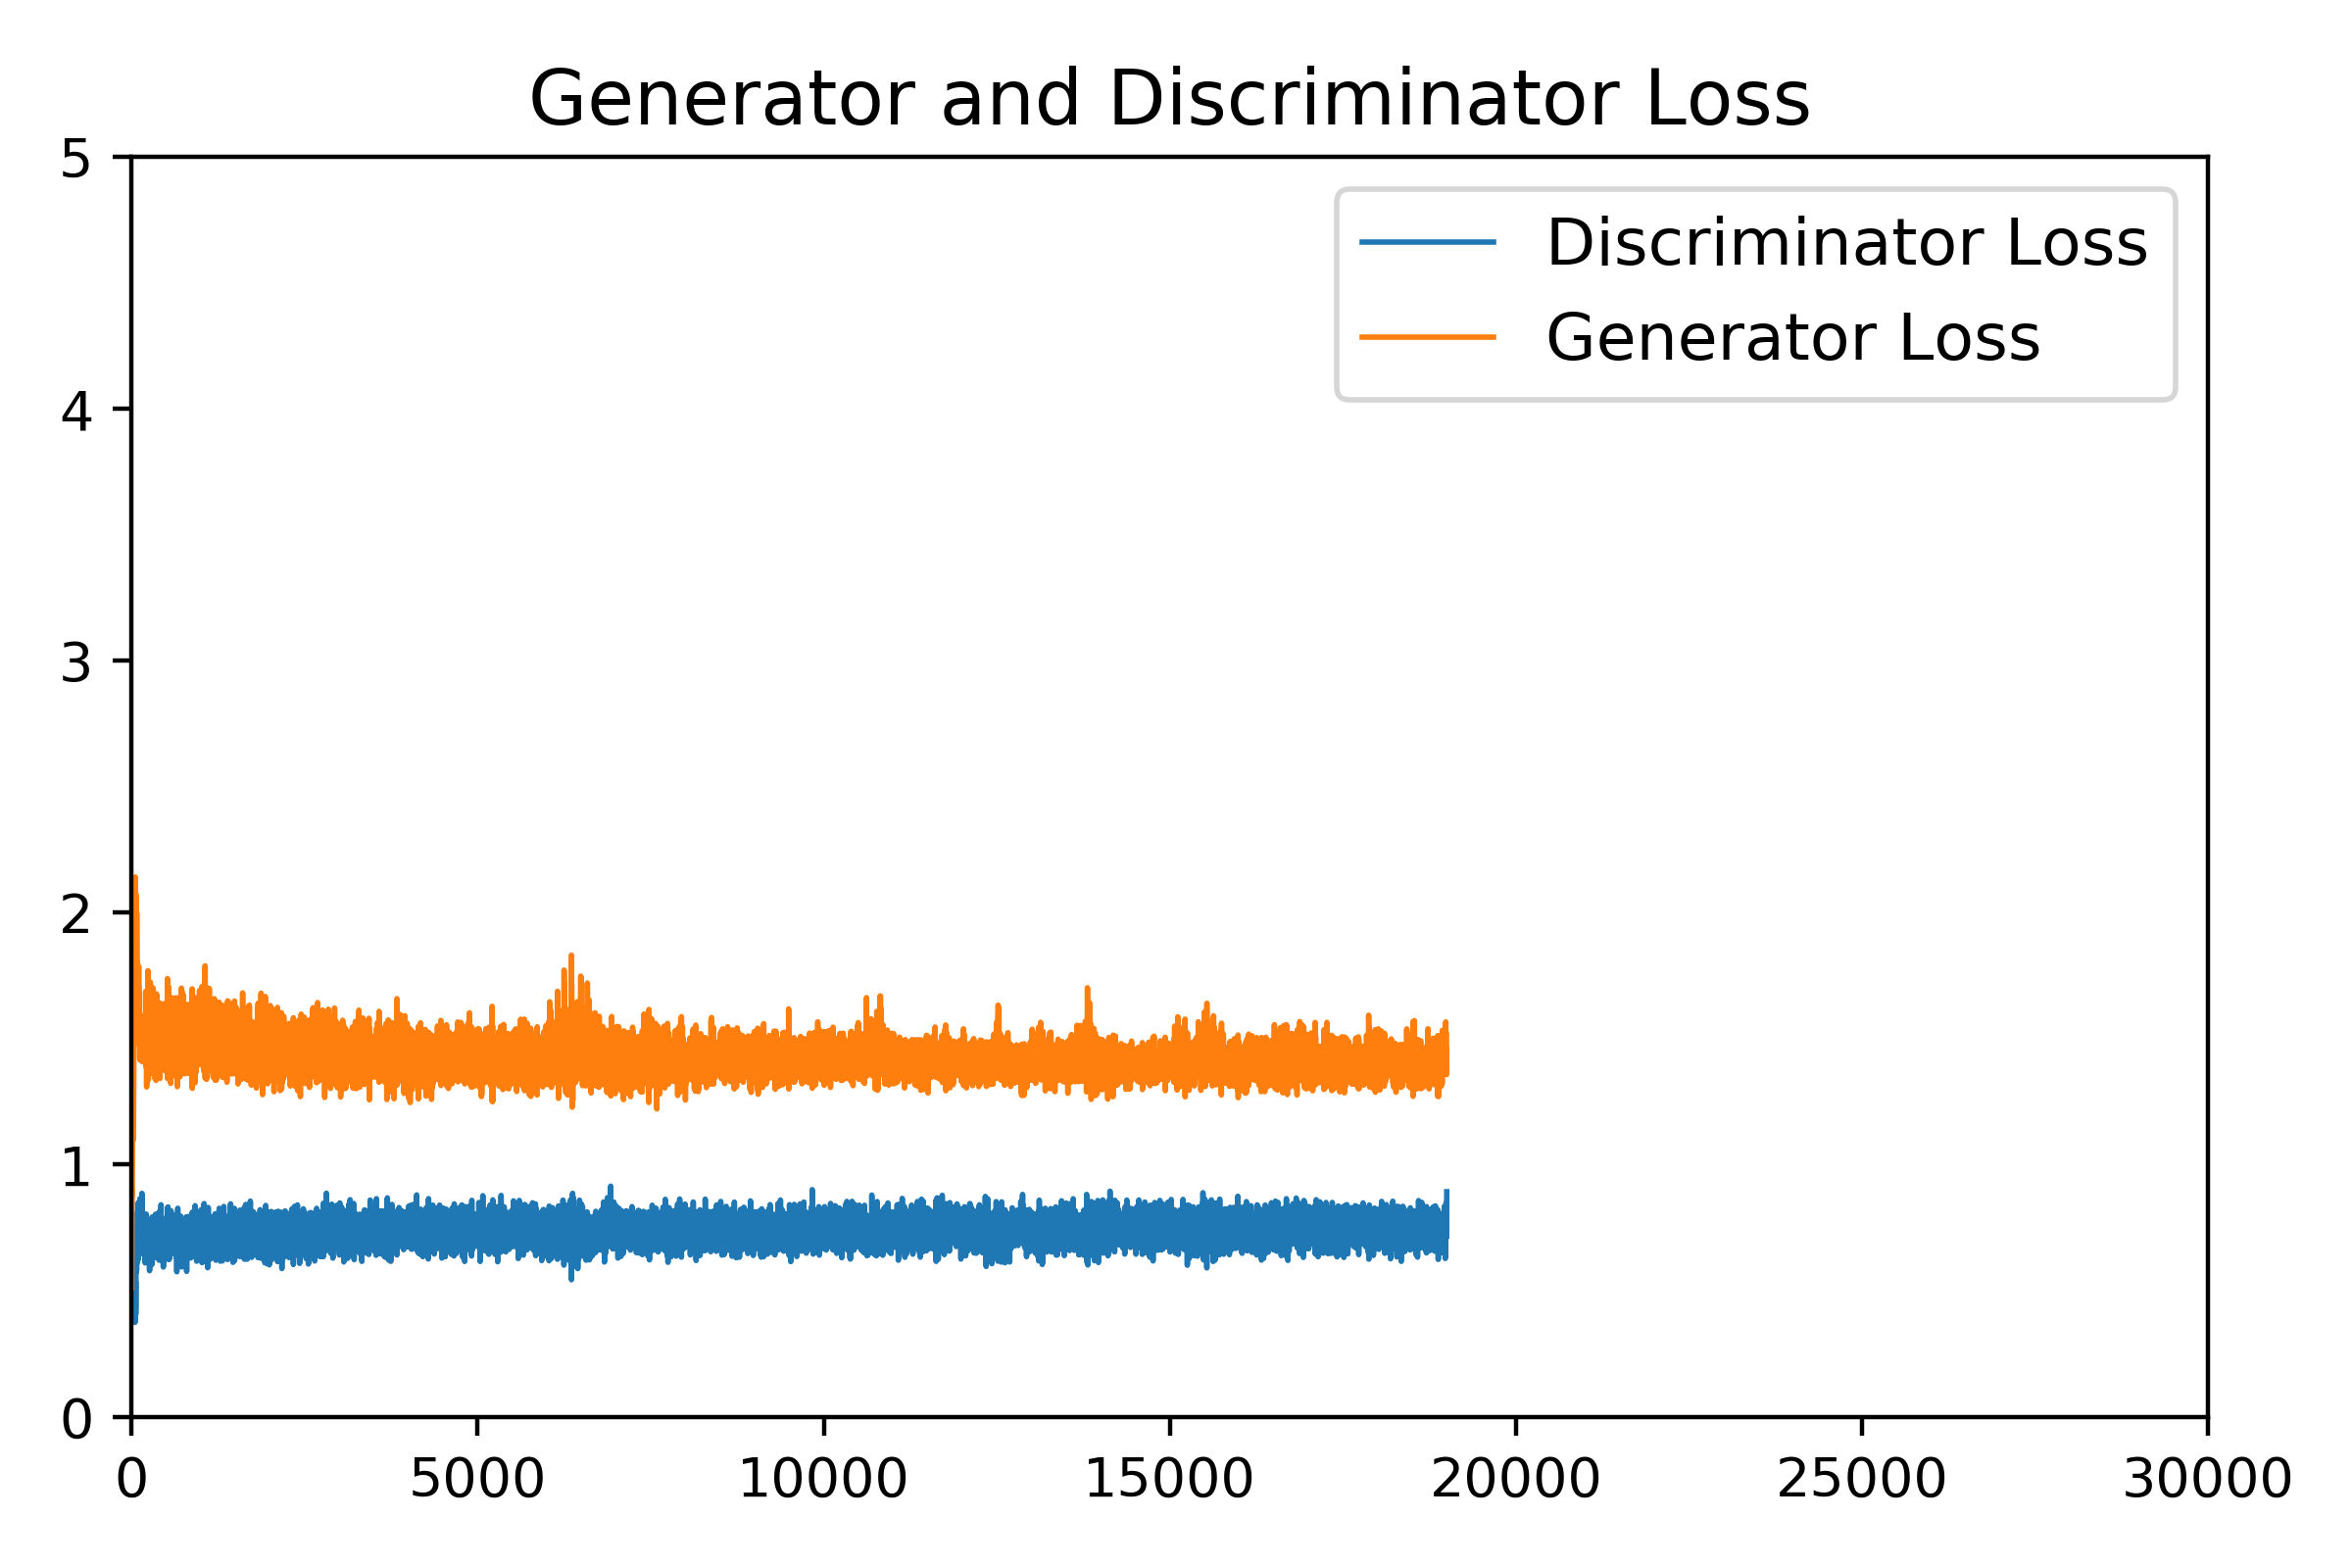 Generator and Discriminator Loss
5
Discriminator Loss
Generator Loss
4
3
2
1
0
0 5000 10000 15000 20000 25000 30000